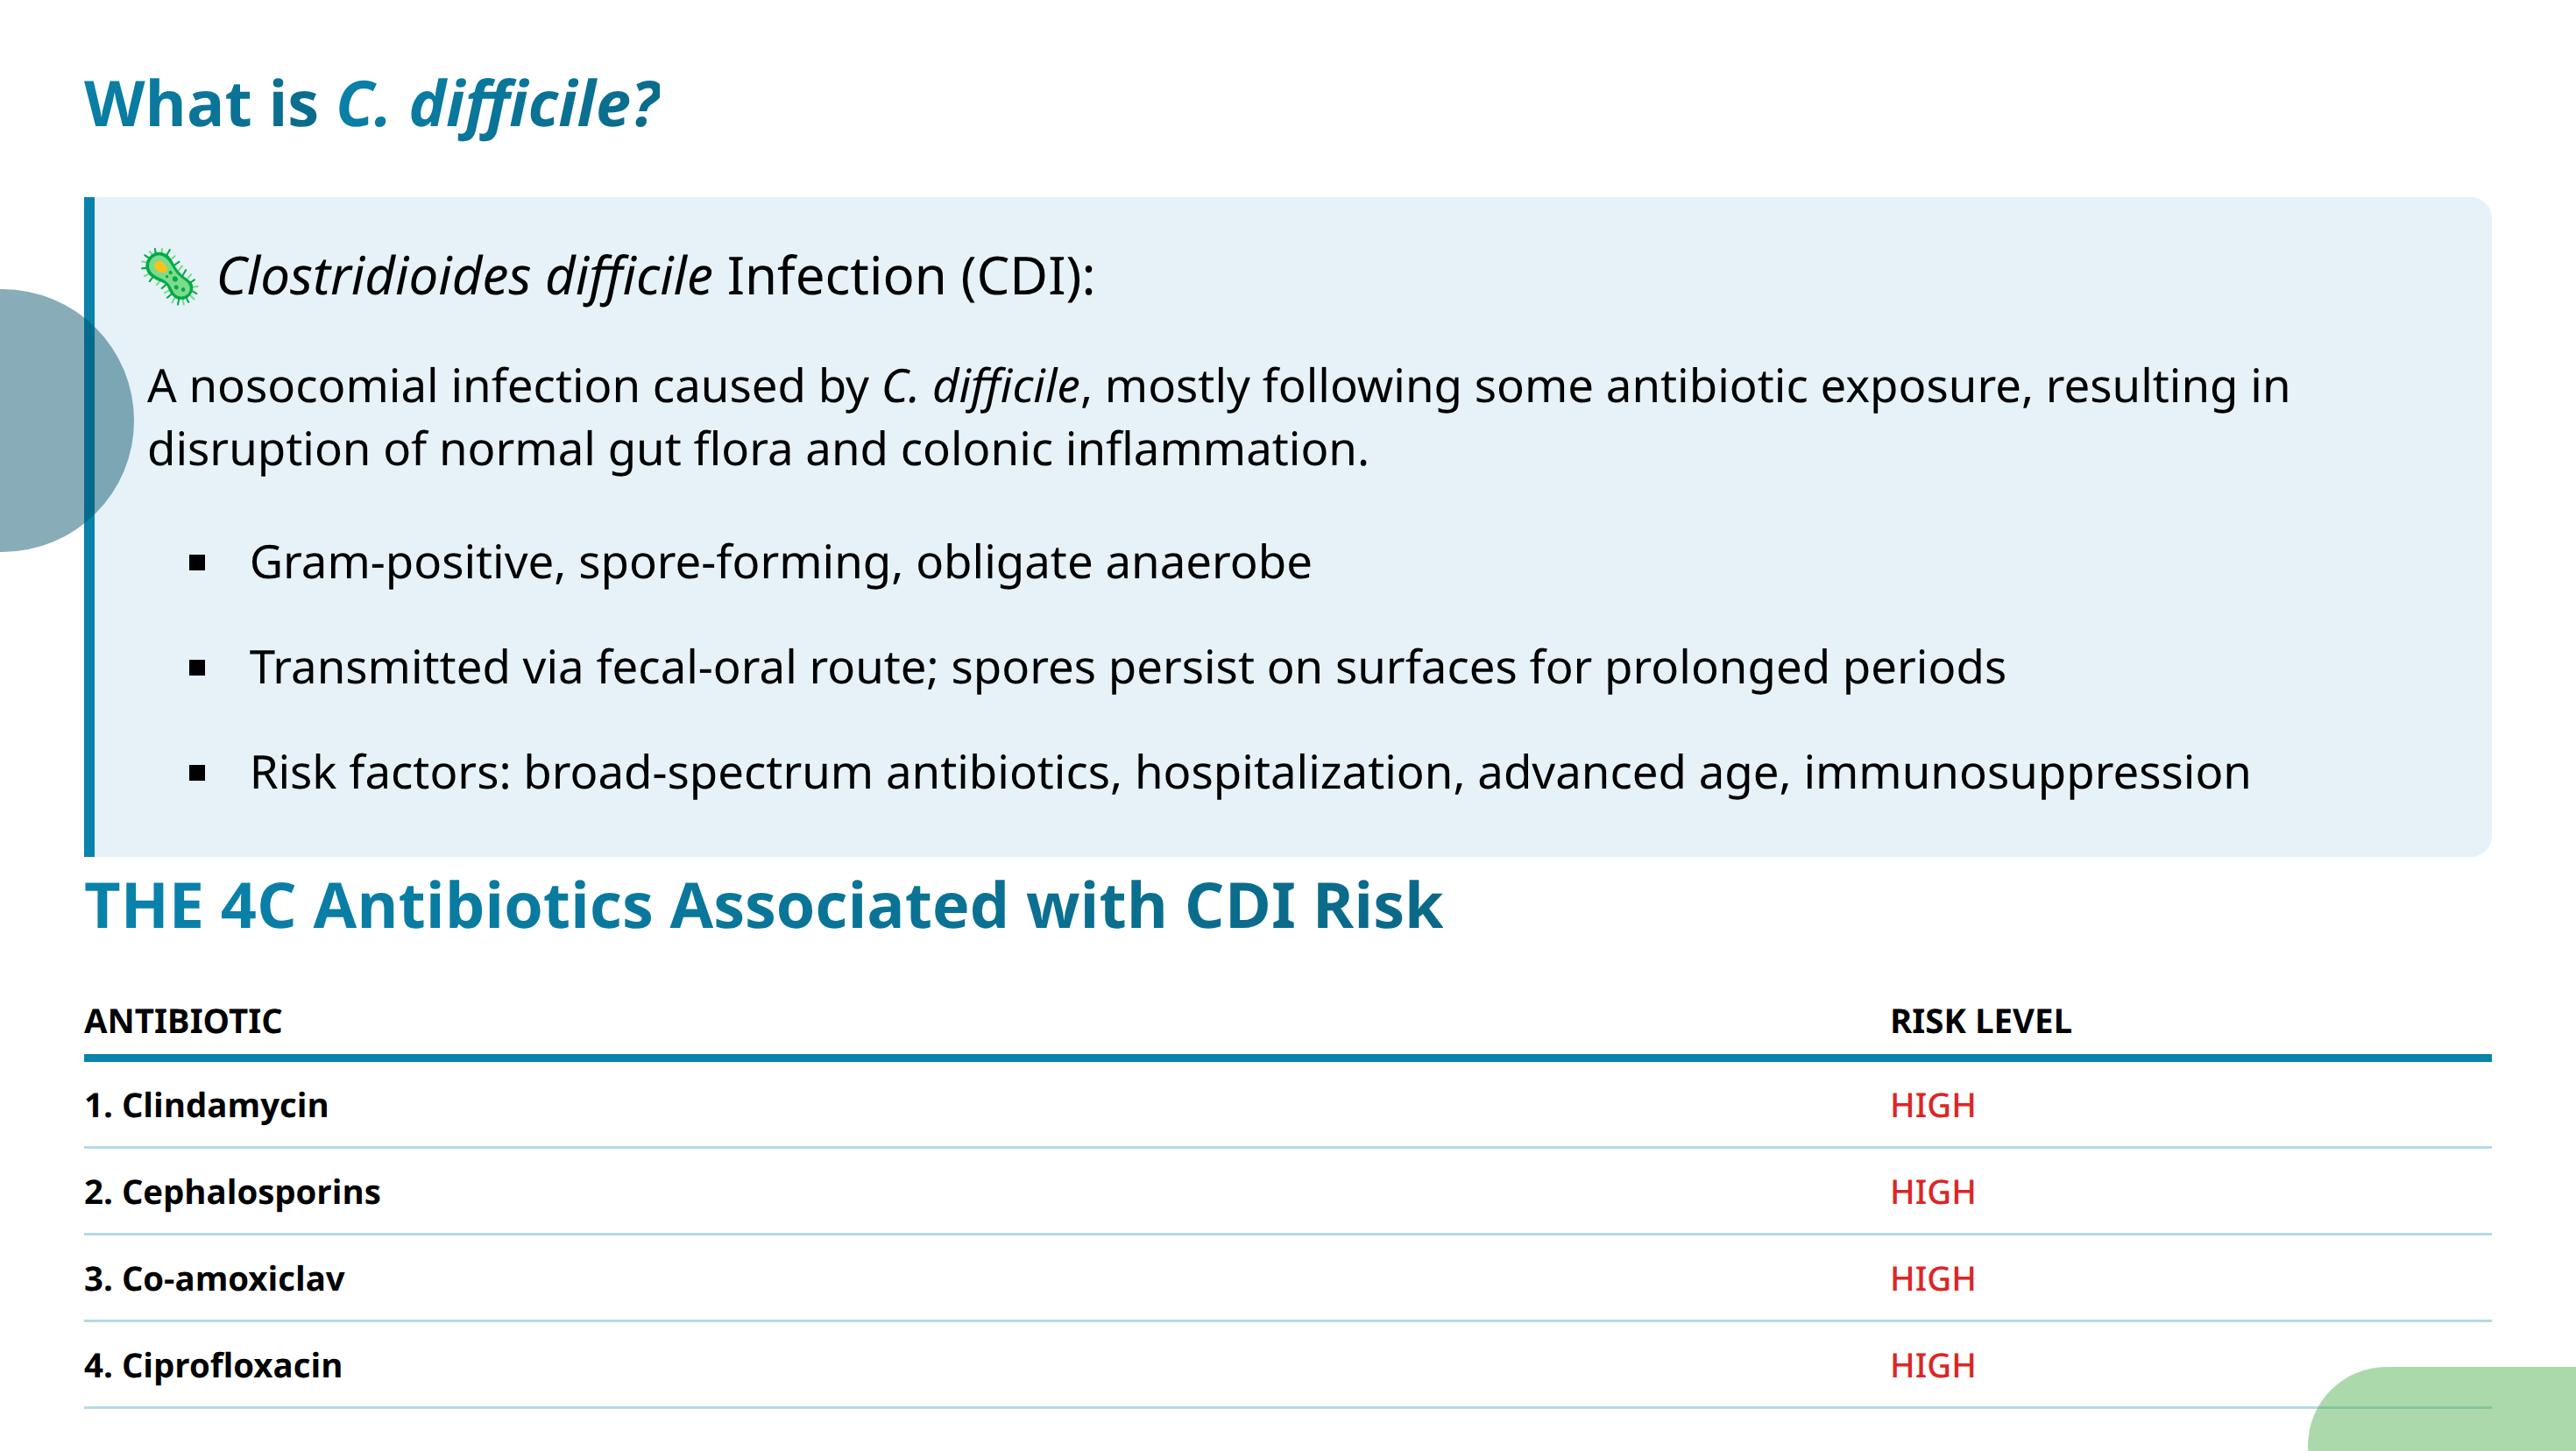 What is C. difficile?
🦠 Clostridioides difficile Infection (CDI):
A nosocomial infection caused by C. difficile, mostly following some antibiotic exposure, resulting in
disruption of normal gut flora and colonic inflammation.
▪ Gram-positive, spore-forming, obligate anaerobe
▪ Transmitted via fecal-oral route; spores persist on surfaces for prolonged periods
▪ Risk factors: broad-spectrum antibiotics, hospitalization, advanced age, immunosuppression
THE 4C Antibiotics Associated with CDI Risk
ANTIBIOTIC RISK LEVEL
1. Clindamycin HIGH
2. Cephalosporins HIGH
3. Co-amoxiclav HIGH
4. Ciprofloxacin HIGH